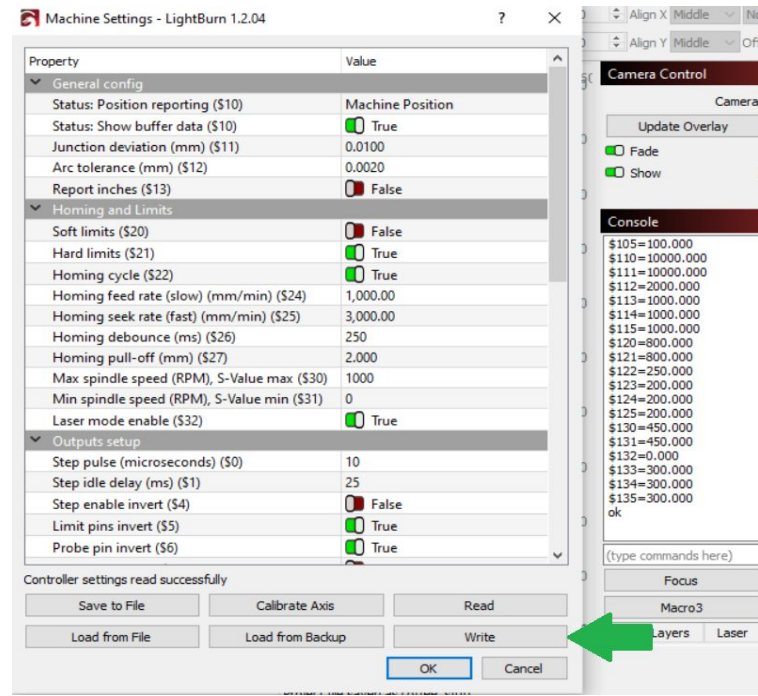 Machine Settings - LightBurn 1.2.04 ? ×
Property Value
General config
Status: Position reporting ($10) Machine Position
Status: Show buffer data ($10) True
Junction deviation (mm) ($11) 0.0100
Arc tolerance (mm) ($12) 0.0020
Report inches ($13) False
Homing and Limits
Soft limits ($20) False
Hard limits ($21) True
Homing cycle ($22) True
Homing feed rate (slow) (mm/min) ($24) 1,000.00
Homing seek rate (fast) (mm/min) ($25) 3,000.00
Homing debounce (ms) ($26) 250
Homing pull-off (mm) ($27) 2.000
Max spindle speed (RPM), S-Value max ($30) 1000
Min spindle speed (RPM), S-Value min ($31) 0
Laser mode enable ($32) True
Outputs setup
Step pulse (microseconds) ($0) 10
Step idle delay (ms) ($1) 25
Step enable invert ($4) False
Limit pins invert ($5) True
Probe pin invert ($6) True
Controller settings read successfully
Save to File Calibrate Axis Read
Load from File Load from Backup Write
OK Cancel
Align X Middle
Align Y Middle
Camera Control
Camera
Update Overlay
Fade
Show
Console
$105=100.000
$110=10000.000
$111=10000.000
$112=2000.000
$113=1000.000
$114=1000.000
$115=1000.000
$120=800.000
$121=800.000
$122=250.000
$123=200.000
$124=200.000
$125=200.000
$130=450.000
$131=450.000
$132=0.000
$133=300.000
$134=300.000
$135=300.000
ok
(type commands here)
Focus
Macro3
Layers Laser